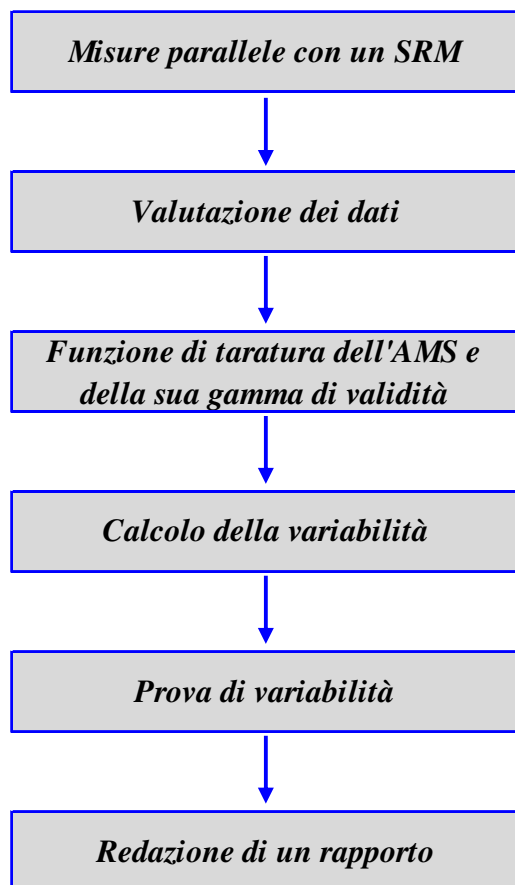 Misure parallele con un SRM
Valutazione dei dati
Funzione di taratura dell'AMS e
della sua gamma di validità
Calcolo della variabilità
Prova di variabilità
Redazione di un rapporto